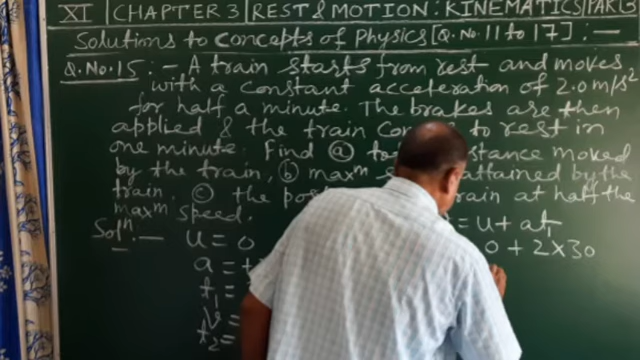 XI | CHAPTER 3 | REST & MOTION: KINEMATICS | PART 3
Solutions to Concepts of Physics [Q. No. 11 to 17] :-
Q. No. 15 :- A train starts from rest and moves
with a constant acceleration of 2.0 m/s²
for half a minute. The brakes are then
applied & the train to rest in
one minute. Find (a) distance moved
by the train, (b) maxᵐ attained by the
train, (c) the at half the
maxᵐ speed.
Solⁿ :- u = 0
= u + at₁
a = +
0 + 2 × 30
t₁ =
V =
t₂ =